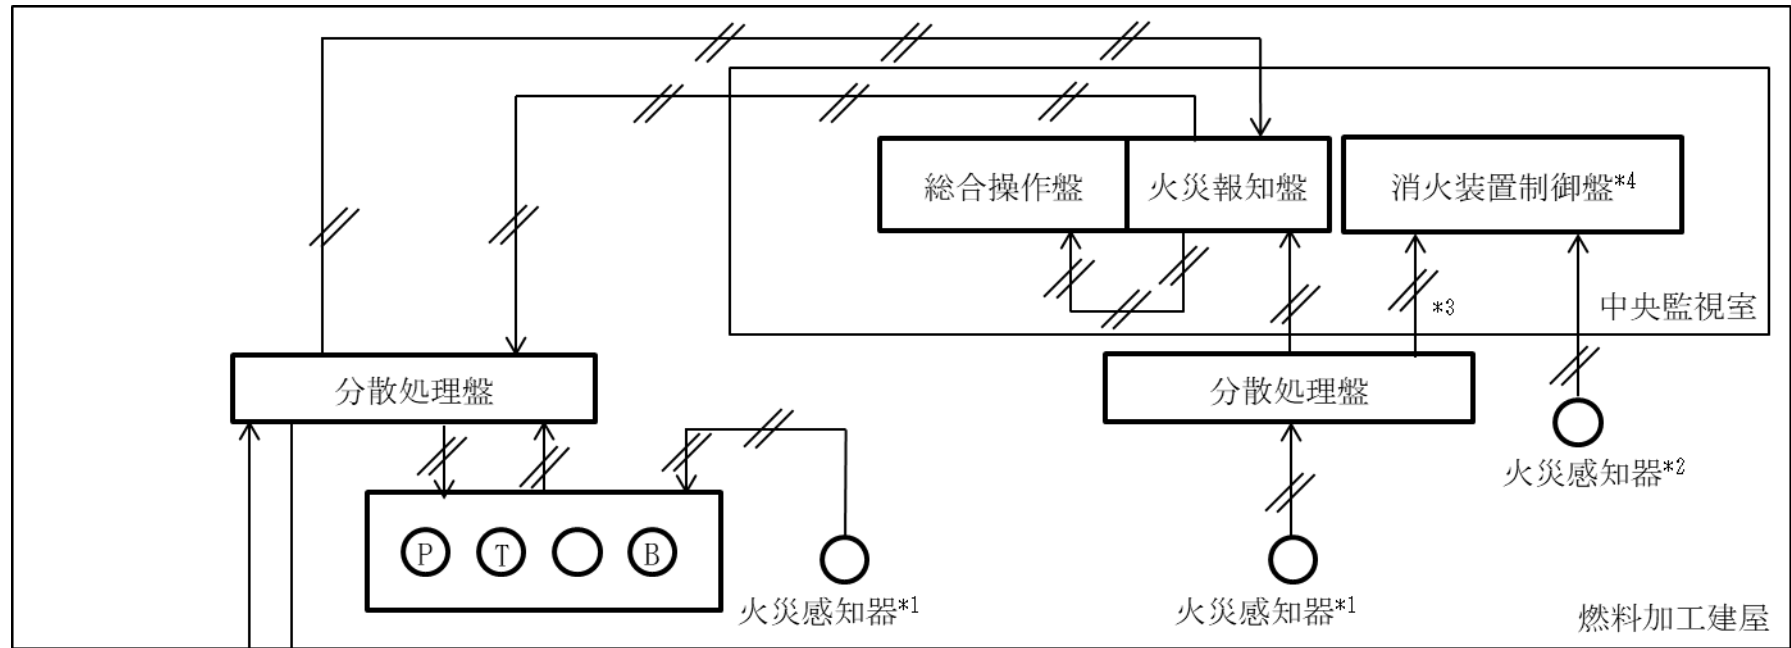 総合操作盤
火災報知盤
消火装置制御盤*4
*3
中央監視室
分散処理盤
分散処理盤
火災感知器*2
P
T
B
火災感知器*1
火災感知器*1
燃料加工建屋